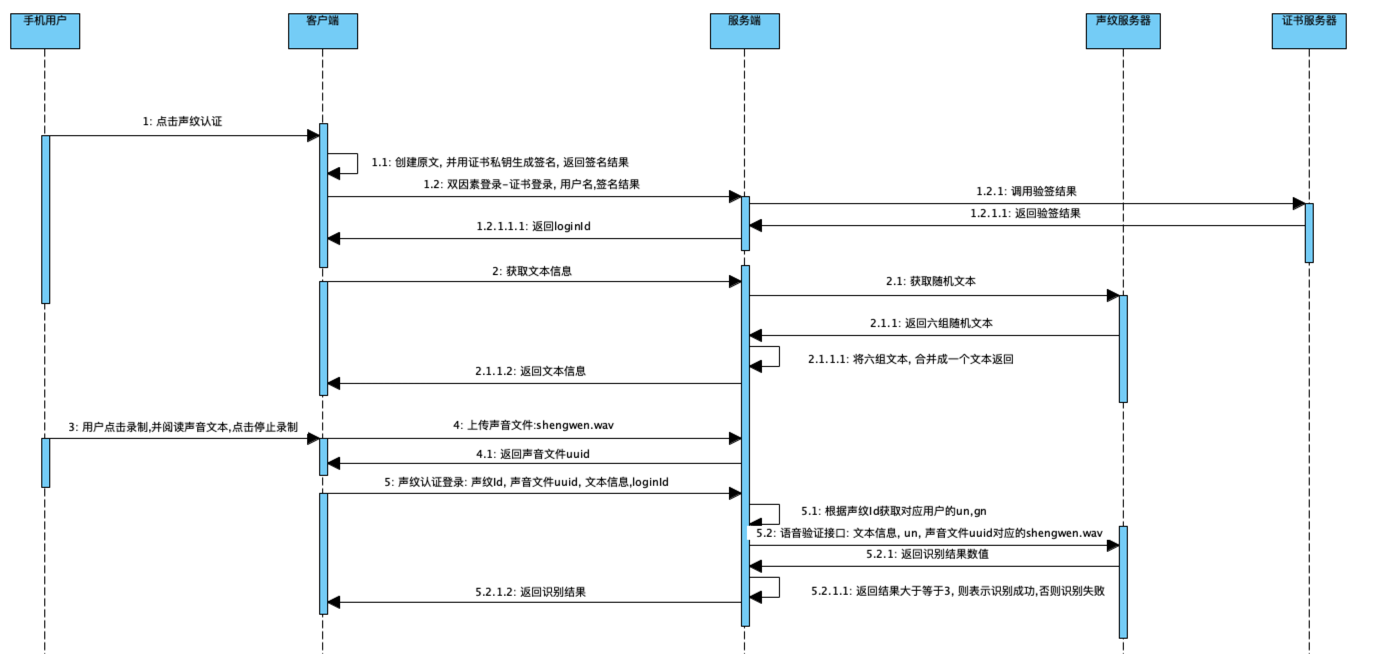 手机用户
客户端
服务端
声纹服务器
证书服务器
1: 点击声纹认证
1.1: 创建原文, 并用证书私钥生成签名, 返回签名结果
1.2: 双因素登录-证书登录, 用户名,签名结果
1.2.1: 调用验签结果
1.2.1.1: 返回验签结果
1.2.1.1.1: 返回loginId
2: 获取文本信息
2.1: 获取随机文本
2.1.1: 返回六组随机文本
2.1.1.1: 将六组文本, 合并成一个文本返回
2.1.1.2: 返回文本信息
3: 用户点击录制,并阅读声音文本,点击停止录制
4: 上传声音文件:shengwen.wav
4.1: 返回声音文件uuid
5: 声纹认证登录: 声纹Id, 声音文件uuid, 文本信息,loginId
5.1: 根据声纹Id获取对应用户的un,gn
5.2: 语音验证接口: 文本信息, un, 声音文件uuid对应的shengwen.wav
5.2.1: 返回识别结果数值
5.2.1.1: 返回结果大于等于3, 则表示识别成功,否则识别失败
5.2.1.2: 返回识别结果